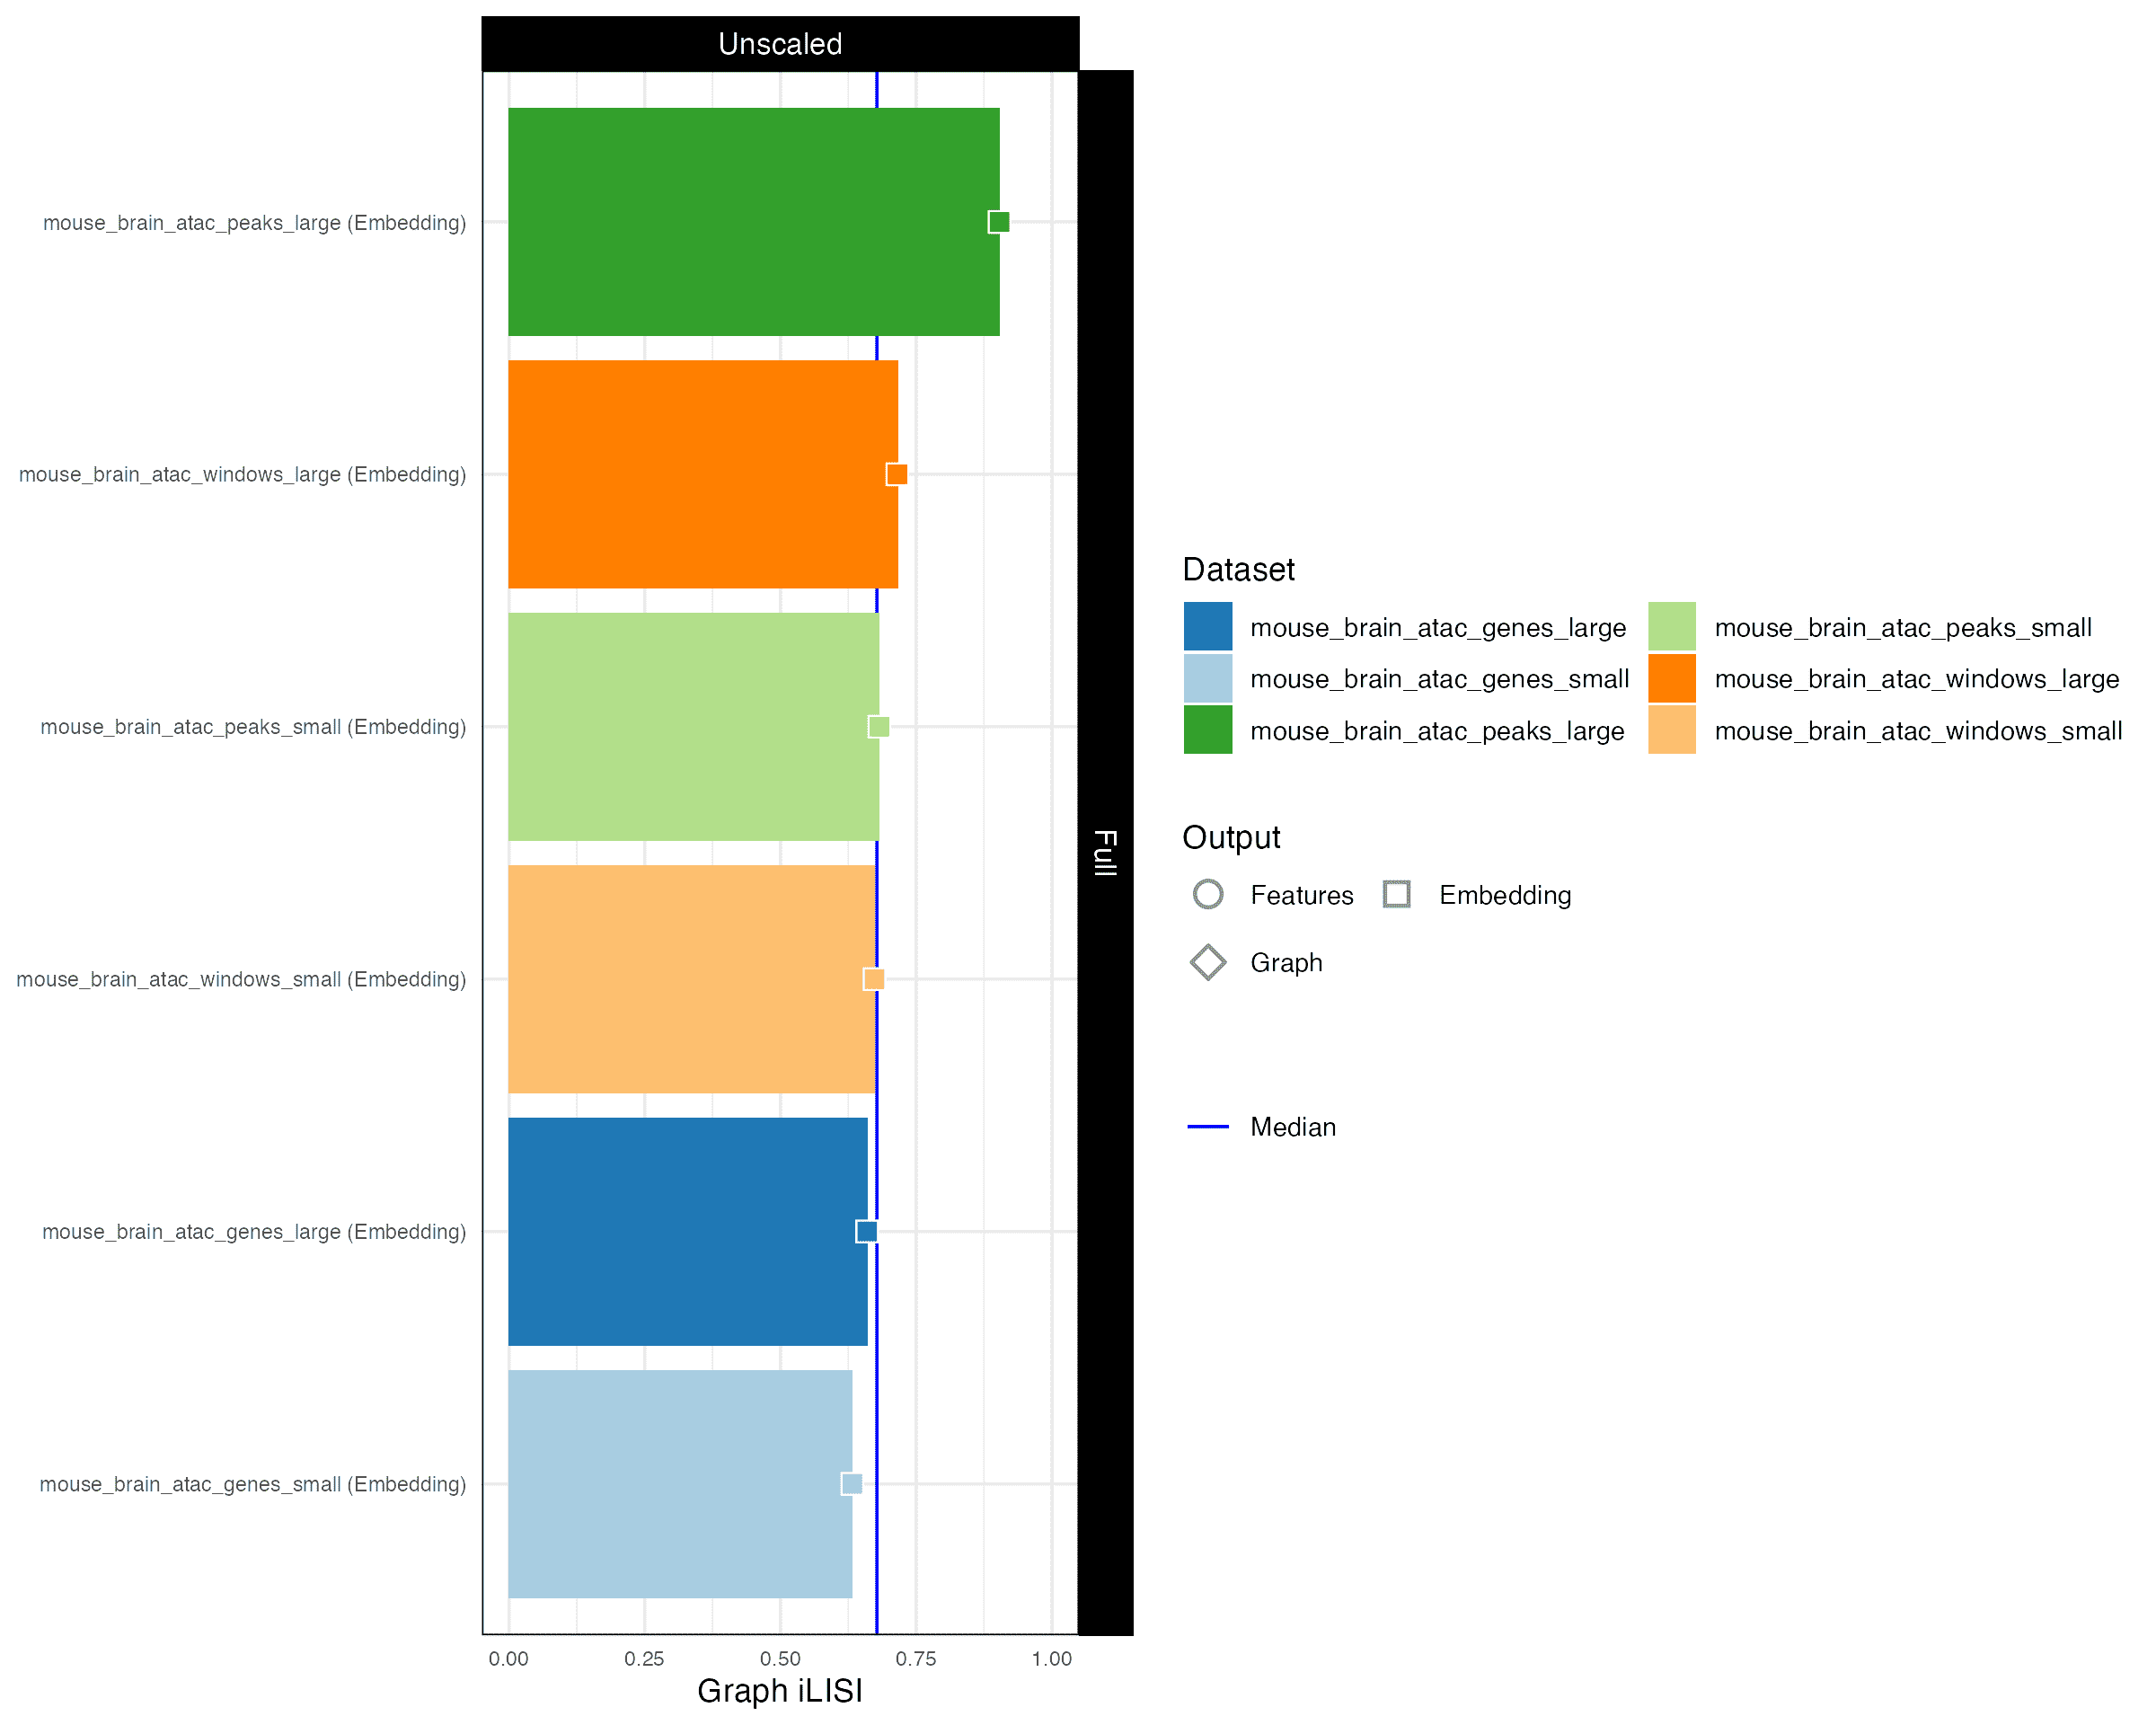 Unscaled
mouse_brain_atac_peaks_large (Embedding)
mouse_brain_atac_windows_large (Embedding)
mouse_brain_atac_peaks_small (Embedding)
mouse_brain_atac_windows_small (Embedding)
mouse_brain_atac_genes_large (Embedding)
mouse_brain_atac_genes_small (Embedding)
0.00 0.25 0.50 0.75 1.00
Graph iLISI
Full
Dataset
mouse_brain_atac_genes_large mouse_brain_atac_peaks_small
mouse_brain_atac_genes_small mouse_brain_atac_windows_large
mouse_brain_atac_peaks_large mouse_brain_atac_windows_small
Output
Features Embedding
Graph
Median